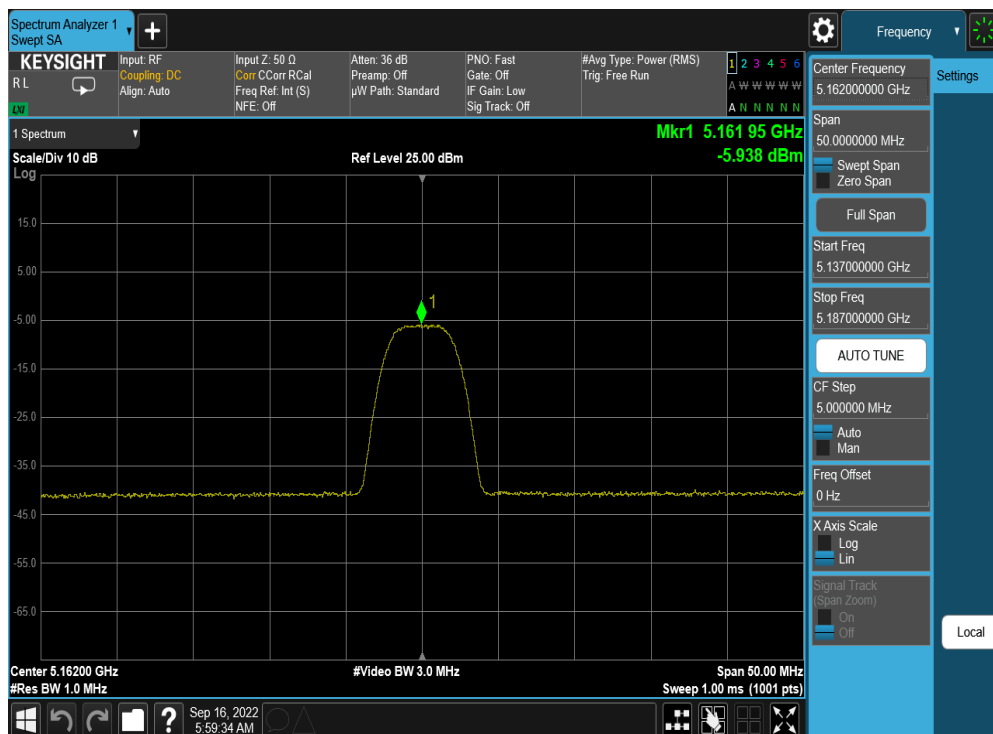 Spectrum Analyzer 1
Swept SA
Frequency
KEYSIGHT
R L
LXI
Input: RF
Coupling: DC
Align: Auto
Input Z: 50 Ω
Corr CCorr RCal
Freq Ref: Int (S)
NFE: Off
Atten: 36 dB
Preamp: Off
µW Path: Standard
PNO: Fast
Gate: Off
IF Gain: Low
Sig Track: Off
#Avg Type: Power (RMS)
Trig: Free Run
1 2 3 4 5 6
A W W W W W
A N N N N N
1 Spectrum
Mkr1 5.161 95 GHz
-5.938 dBm
Scale/Div 10 dB
Ref Level 25.00 dBm
Log
15.0
5.00
-5.00
-15.0
-25.0
-35.0
-45.0
-55.0
-65.0
1
Center 5.16200 GHz
#Video BW 3.0 MHz
Span 50.00 MHz
#Res BW 1.0 MHz
Sweep 1.00 ms (1001 pts)
Sep 16, 2022
5:59:34 AM
?
Center Frequency
5.162000000 GHz
Settings
Span
50.0000000 MHz
Swept Span
Zero Span
Full Span
Start Freq
5.137000000 GHz
Stop Freq
5.187000000 GHz
AUTO TUNE
CF Step
5.000000 MHz
Auto
Man
Freq Offset
0 Hz
X Axis Scale
Log
Lin
Signal Track
(Span Zoom)
On
Off
Local